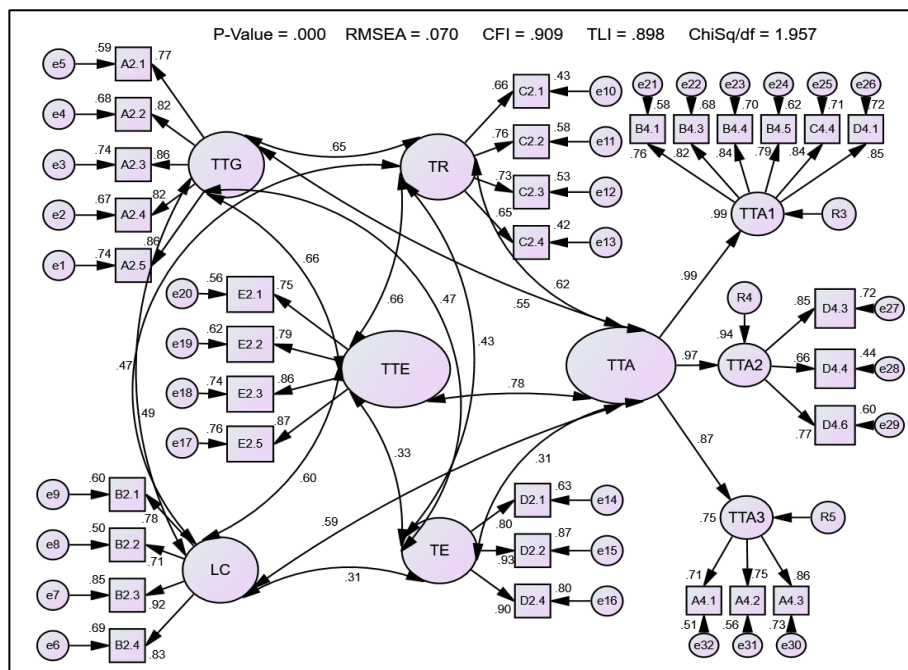 P-Value = .000 RMSEA = .070 CFI = .909 TLI = .898 ChiSq/df = 1.957
e5 .59 A2.1 .77
e4 .68 A2.2 .82
e3 .74 A2.3 .86
e2 .67 A2.4 .82
e1 .74 A2.5 .86
TTG
.65
TR
.66 C2.1 .43 e10
.76 C2.2 .58 e11
.73 C2.3 .53 e12
.65 C2.4 .42 e13
e21 e22 e23 e24 e25 e26
.58 .68 .70 .62 .71 .72
B4.1 B4.3 B4.4 B4.5 C4.4 D4.1
.76 .82 .84 .79 .84 .85
.99 TTA1 R3
.66 .47 .62
.55
.66
.43
.99
e20 .56 E2.1 .75
e19 .62 E2.2 .79
e18 .74 E2.3 .86
e17 .76 E2.5 .87
TTE
.78
TTA
.97
R4
.94 TTA2
.85 D4.3 .72 e27
.66 D4.4 .44 e28
.77 D4.6 .60 e29
.47
.49
.33
.60
.59
.31
.87
e9 .60 B2.1 .78
e8 .50 B2.2 .71
e7 .85 B2.3 .92
e6 .69 B2.4 .83
LC
.31
TE
.80 D2.1 .63 e14
.93 D2.2 .87 e15
.90 D2.4 .80 e16
.75 TTA3 R5
.71 .75 .86
A4.1 A4.2 A4.3
.51 .56 .73
e32 e31 e30